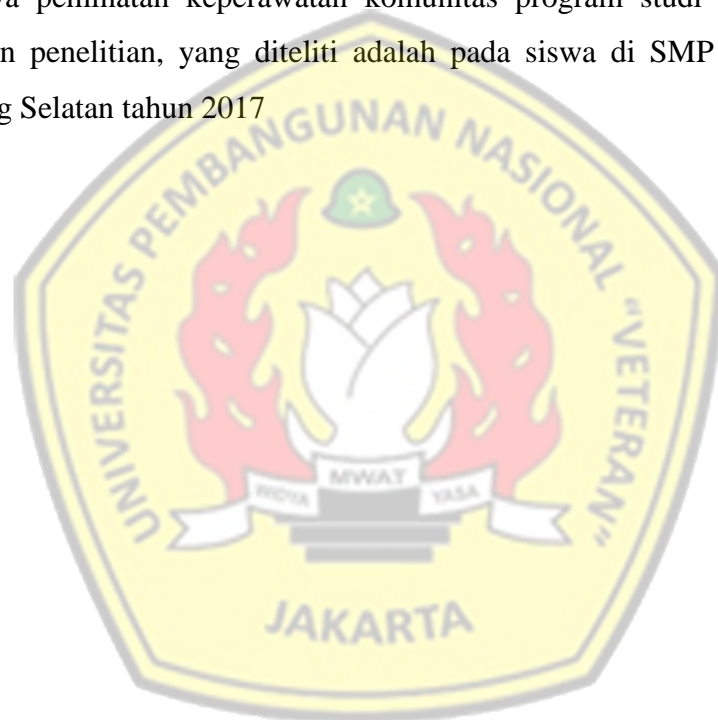 peminatan keperawatan komunitas program studi
penelitian, yang diteliti adalah pada siswa di SMP
Selatan tahun 2017
UNIVERSITAS PEMBANGUNAN NASIONAL "VETERAN"
WIDYA MWAT YASA
JAKARTA